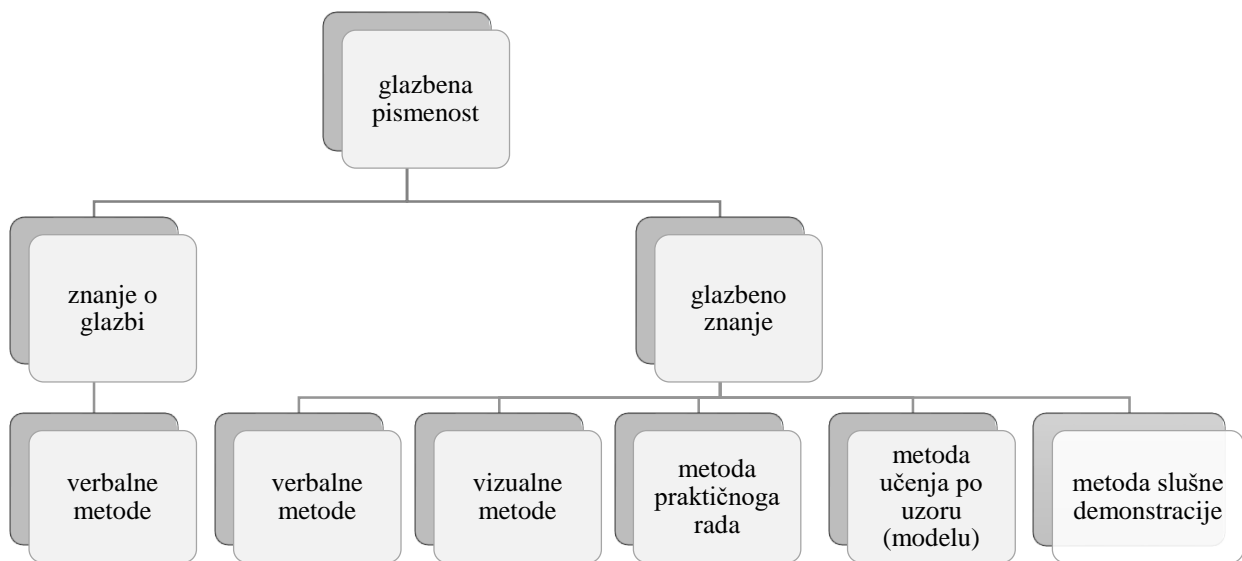 glazbena
pismenost
znanje o
glazbi
glazbeno
znanje
verbalne
metode
verbalne
metode
vizualne
metode
metoda
praktičnoga
rada
metoda
učenja po
uzoru
(modelu)
metoda slušne
demonstracije